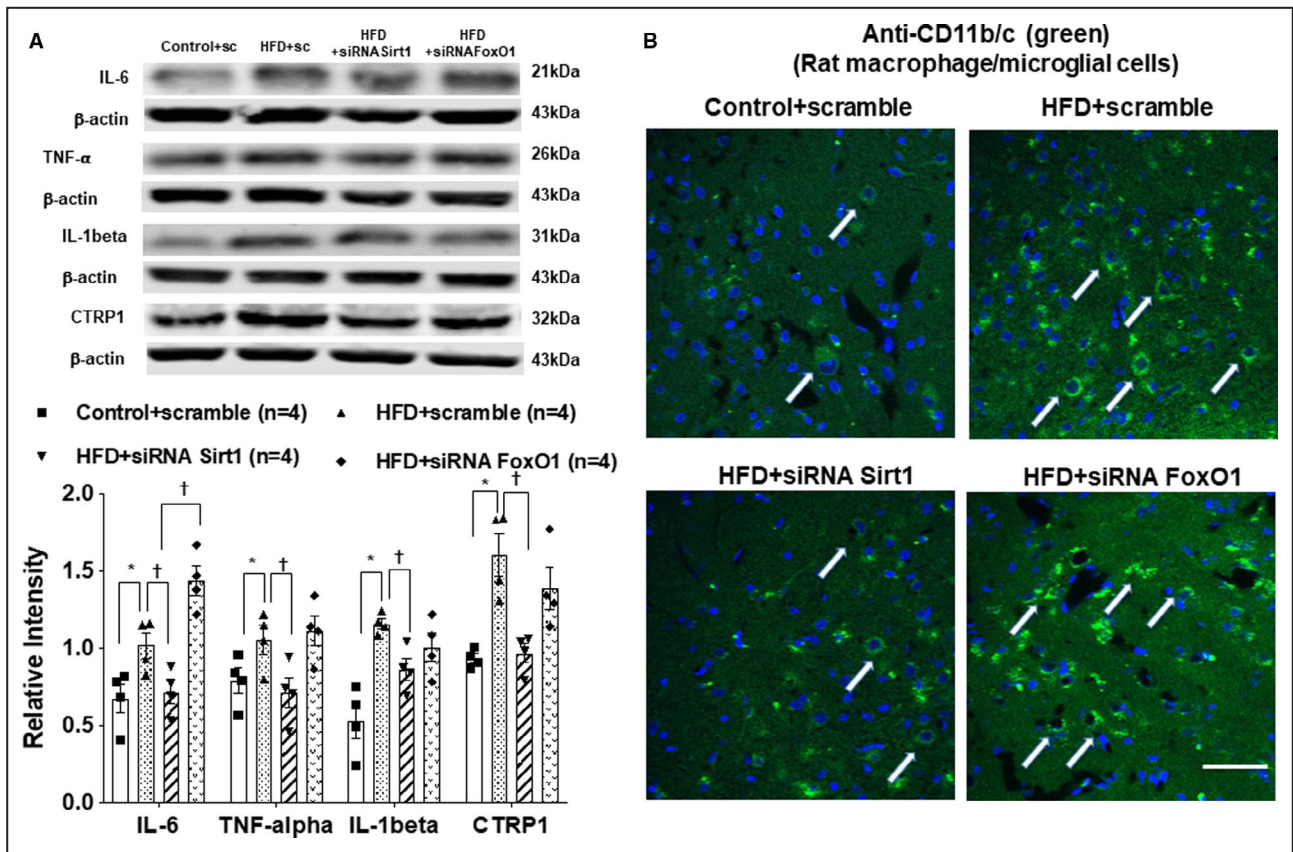 A
Control+sc HFD+sc HFD +siRNASirt1 HFD +siRNAFoxO1
IL-6 21kDa
β-actin 43kDa
TNF-α 26kDa
β-actin 43kDa
IL-1beta 31kDa
β-actin 43kDa
CTRP1 32kDa
β-actin 43kDa
Control+scramble (n=4) HFD+scramble (n=4)
HFD+siRNA Sirt1 (n=4) HFD+siRNA FoxO1 (n=4)
Relative Intensity
2.0
1.5
1.0
0.5
0.0
* † †
* †
* †
* †
IL-6 TNF-alpha IL-1beta CTRP1
B
Anti-CD11b/c (green)
(Rat macrophage/microglial cells)
Control+scramble HFD+scramble
HFD+siRNA Sirt1 HFD+siRNA FoxO1